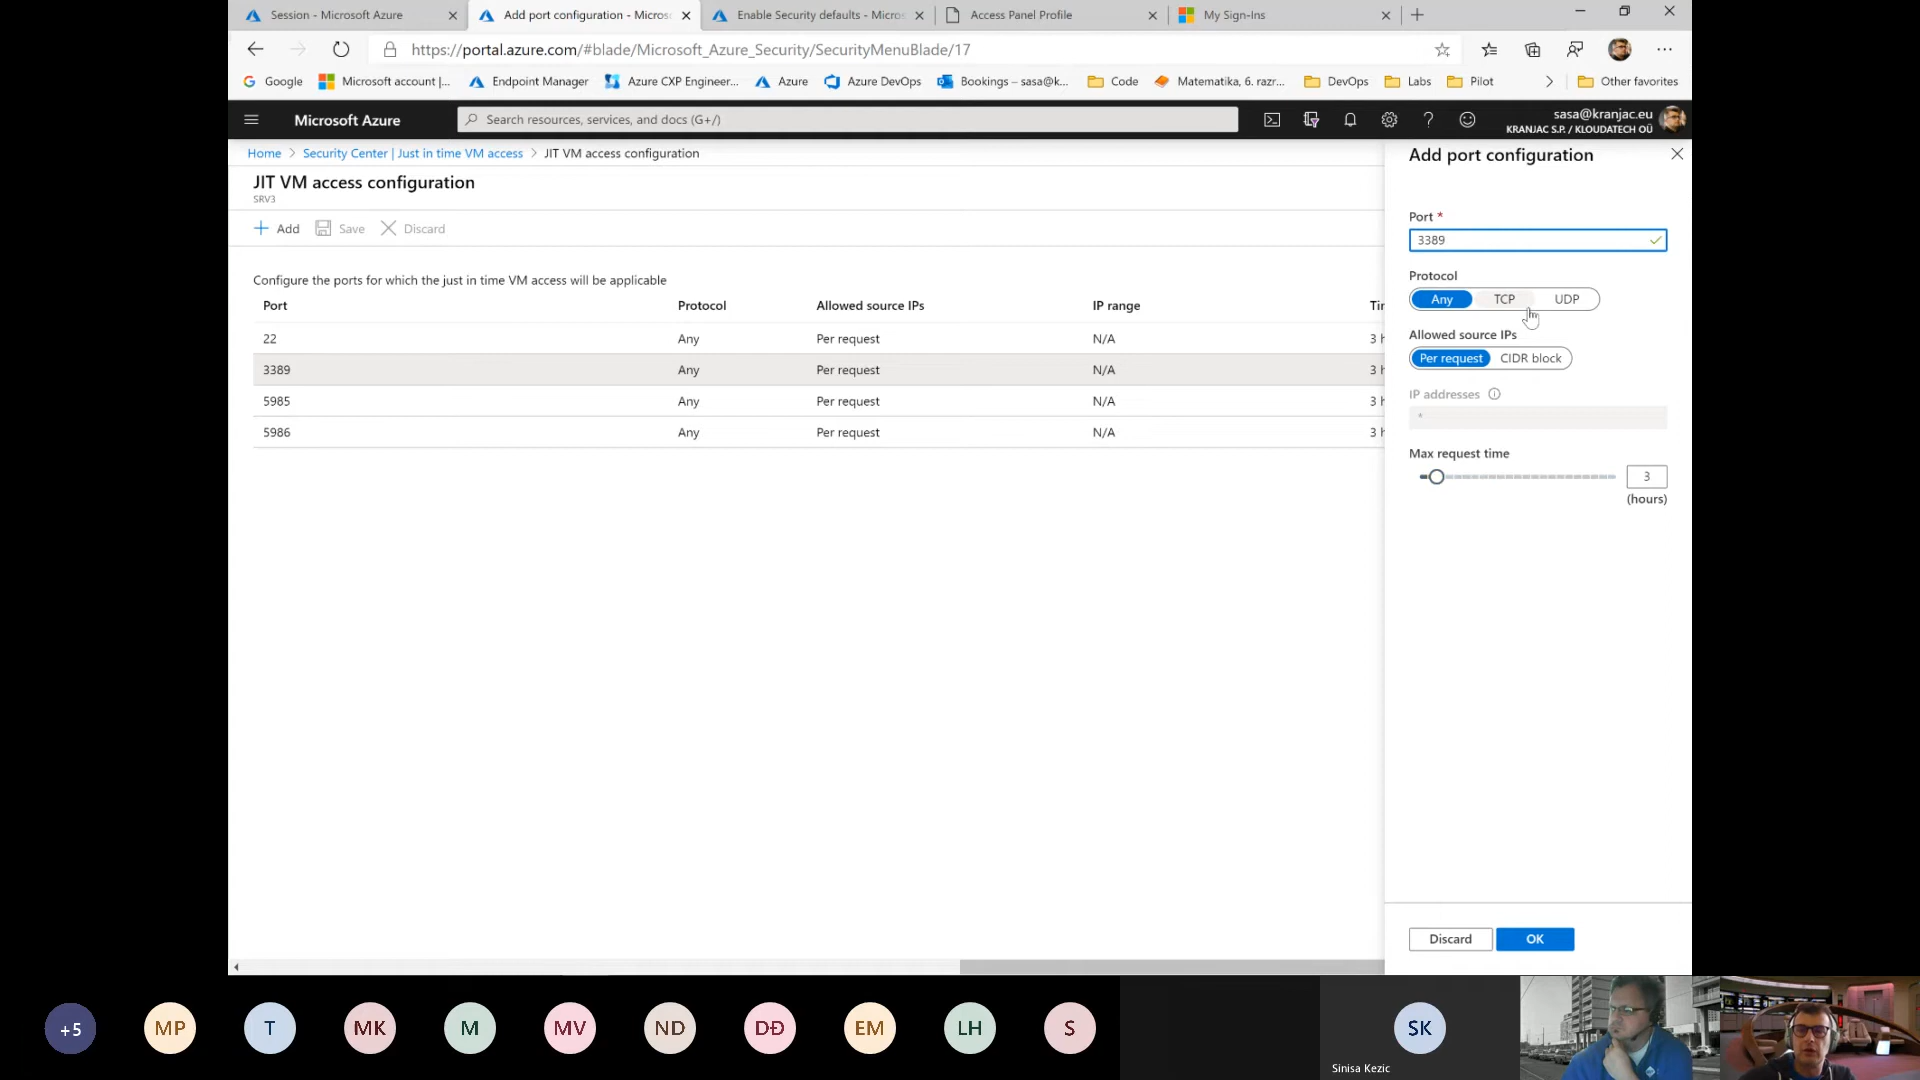 Session - Microsoft Azure
Add port configuration - Micros
Enable Security defaults - Micros
Access Panel Profile
My Sign-Ins
https://portal.azure.com/#blade/Microsoft_Azure_Security/SecurityMenuBlade/17
Google
Microsoft account |...
Endpoint Manager
Azure CXP Engineer...
Azure
Azure DevOps
Bookings – sasa@k...
Code
Matematika, 6. razr...
DevOps
Labs
Pilot
Other favorites
Microsoft Azure
Search resources, services, and docs (G+/)
sasa@kranjac.eu
KRANJAC S.P. / KLOUDATECH OÜ
Home > Security Center | Just in time VM access > JIT VM access configuration
JIT VM access configuration
SRV3
Add Save Discard
Configure the ports for which the just in time VM access will be applicable
Port Protocol Allowed source IPs IP range
22 Any Per request N/A 3 h
3389 Any Per request N/A 3 h
5985 Any Per request N/A 3 h
5986 Any Per request N/A 3 h
Add port configuration
Port *
3389
Protocol
Any TCP UDP
Allowed source IPs
Per request CIDR block
IP addresses
*
Max request time
3
(hours)
Discard OK
+5 MP T MK M MV ND DĐ EM LH S SK
Sinisa Kezic